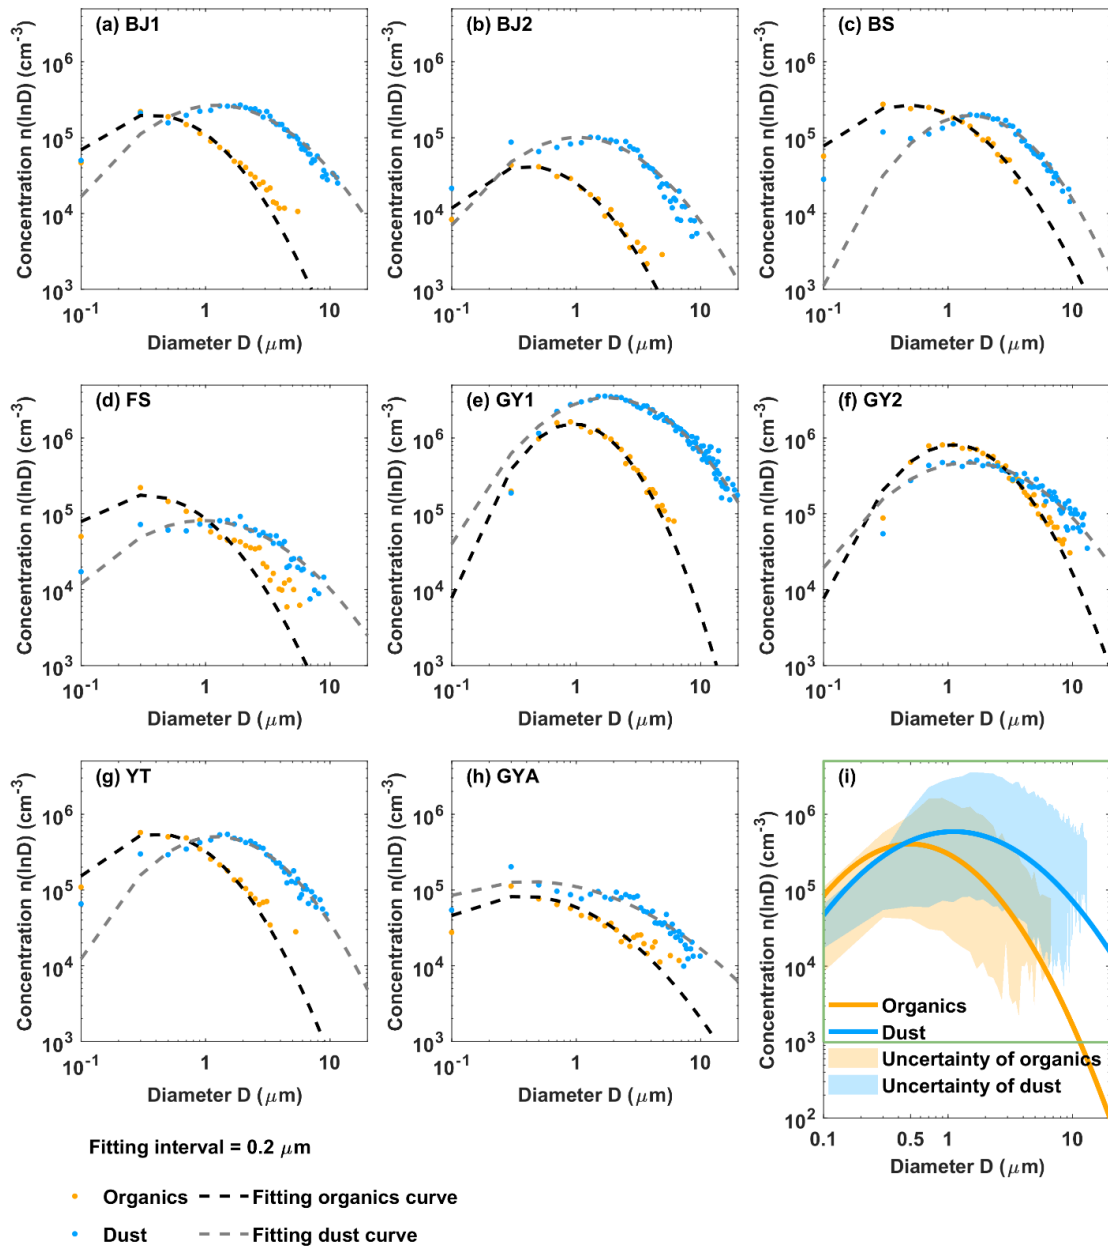 (a) BJ1
Concentration n(lnD) (cm⁻³)
10⁶
10⁵
10⁴
10³
10⁻¹ 1 10
Diameter D (μm)
(b) BJ2
Concentration n(lnD) (cm⁻³)
10⁶
10⁵
10⁴
10³
10⁻¹ 1 10
Diameter D (μm)
(c) BS
Concentration n(lnD) (cm⁻³)
10⁶
10⁵
10⁴
10³
10⁻¹ 1 10
Diameter D (μm)
(d) FS
Concentration n(lnD) (cm⁻³)
10⁶
10⁵
10⁴
10³
10⁻¹ 1 10
Diameter D (μm)
(e) GY1
Concentration n(lnD) (cm⁻³)
10⁶
10⁵
10⁴
10³
10⁻¹ 1 10
Diameter D (μm)
(f) GY2
Concentration n(lnD) (cm⁻³)
10⁶
10⁵
10⁴
10³
10⁻¹ 1 10
Diameter D (μm)
(g) YT
Concentration n(lnD) (cm⁻³)
10⁶
10⁵
10⁴
10³
10⁻¹ 1 10
Diameter D (μm)
(h) GYA
Concentration n(lnD) (cm⁻³)
10⁶
10⁵
10⁴
10³
10⁻¹ 1 10
Diameter D (μm)
(i)
Concentration n(lnD) (cm⁻³)
10⁶
10⁵
10⁴
10³
10²
Organics
Dust
Uncertainty of organics
Uncertainty of dust
0.1 0.5 1 10
Diameter D (μm)
Fitting interval = 0.2 μm
Organics Fitting organics curve
Dust Fitting dust curve